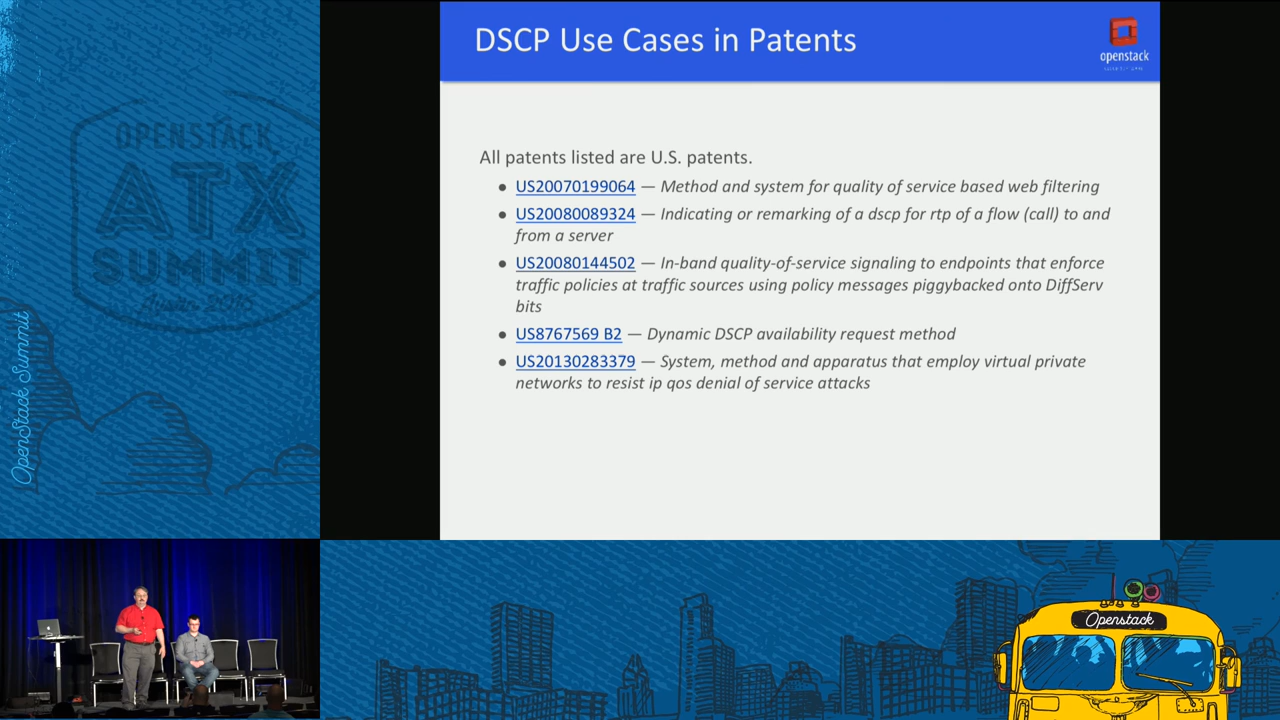 DSCP Use Cases in Patents
openstack
All patents listed are U.S. patents.
● US20070199064 — Method and system for quality of service based web filtering
● US20080089324 — Indicating or remarking of a dscp for rtp of a flow (call) to and
from a server
● US20080144502 — In-band quality-of-service signaling to endpoints that enforce
traffic policies at traffic sources using policy messages piggybacked onto DiffServ
bits
● US8767569 B2 — Dynamic DSCP availability request method
● US20130283379 — System, method and apparatus that employ virtual private
networks to resist ip qos denial of service attacks
OPENSTACK
ATX
SUMMIT
OpenStack Summit
Openstack